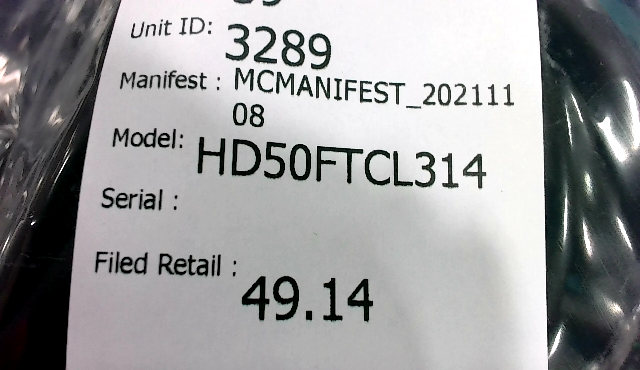 Unit ID: 3289
Manifest : MCMANIFEST_202111
08
Model: HD50FTCL314
Serial :
Filed Retail : 49.14